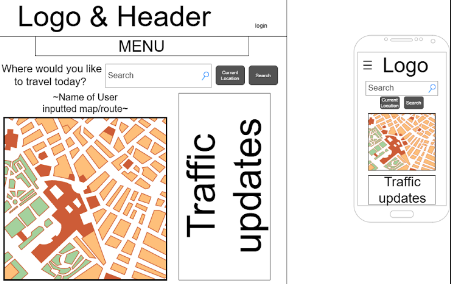 Logo & Header
login
MENU
Where would you like
to travel today?
Search
Current
Location
Search
~Name of User
inputted map/route~
Traffic
updates
Logo
Search
Current
Location
Search
Traffic
updates